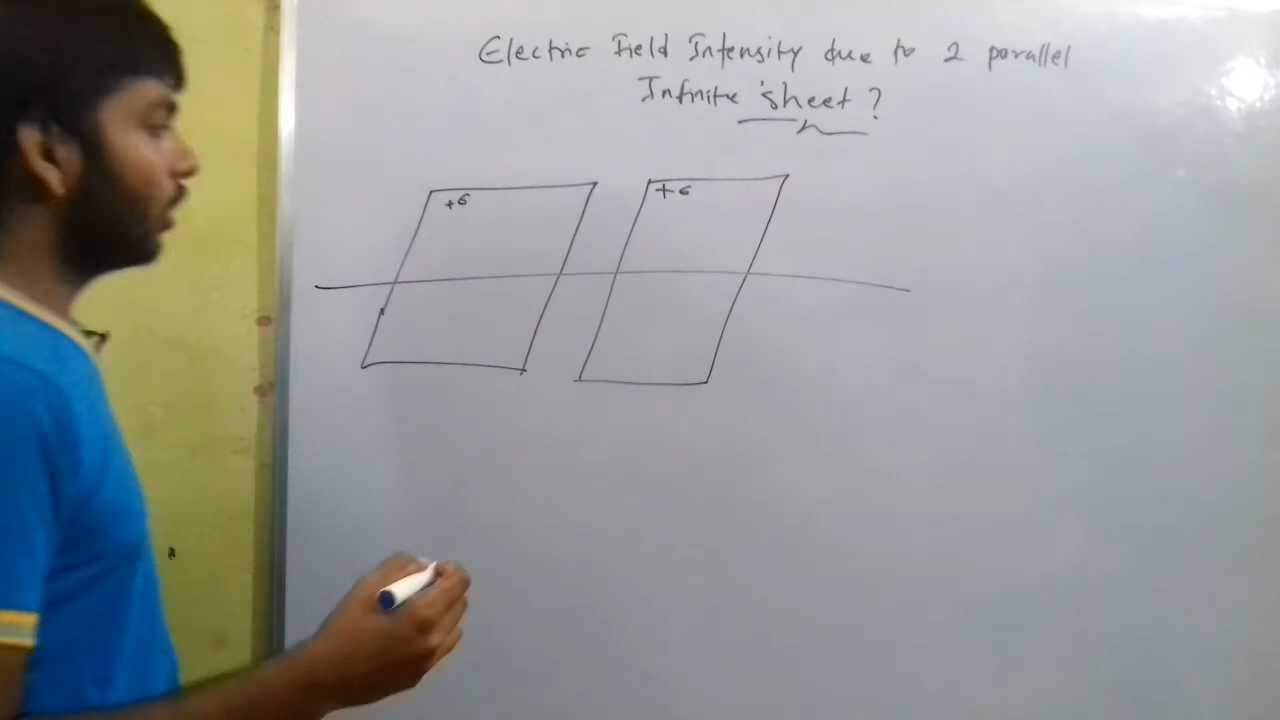 Electric Field Intensity due to 2 parallel
Infinite sheet ?
+σ
+σ